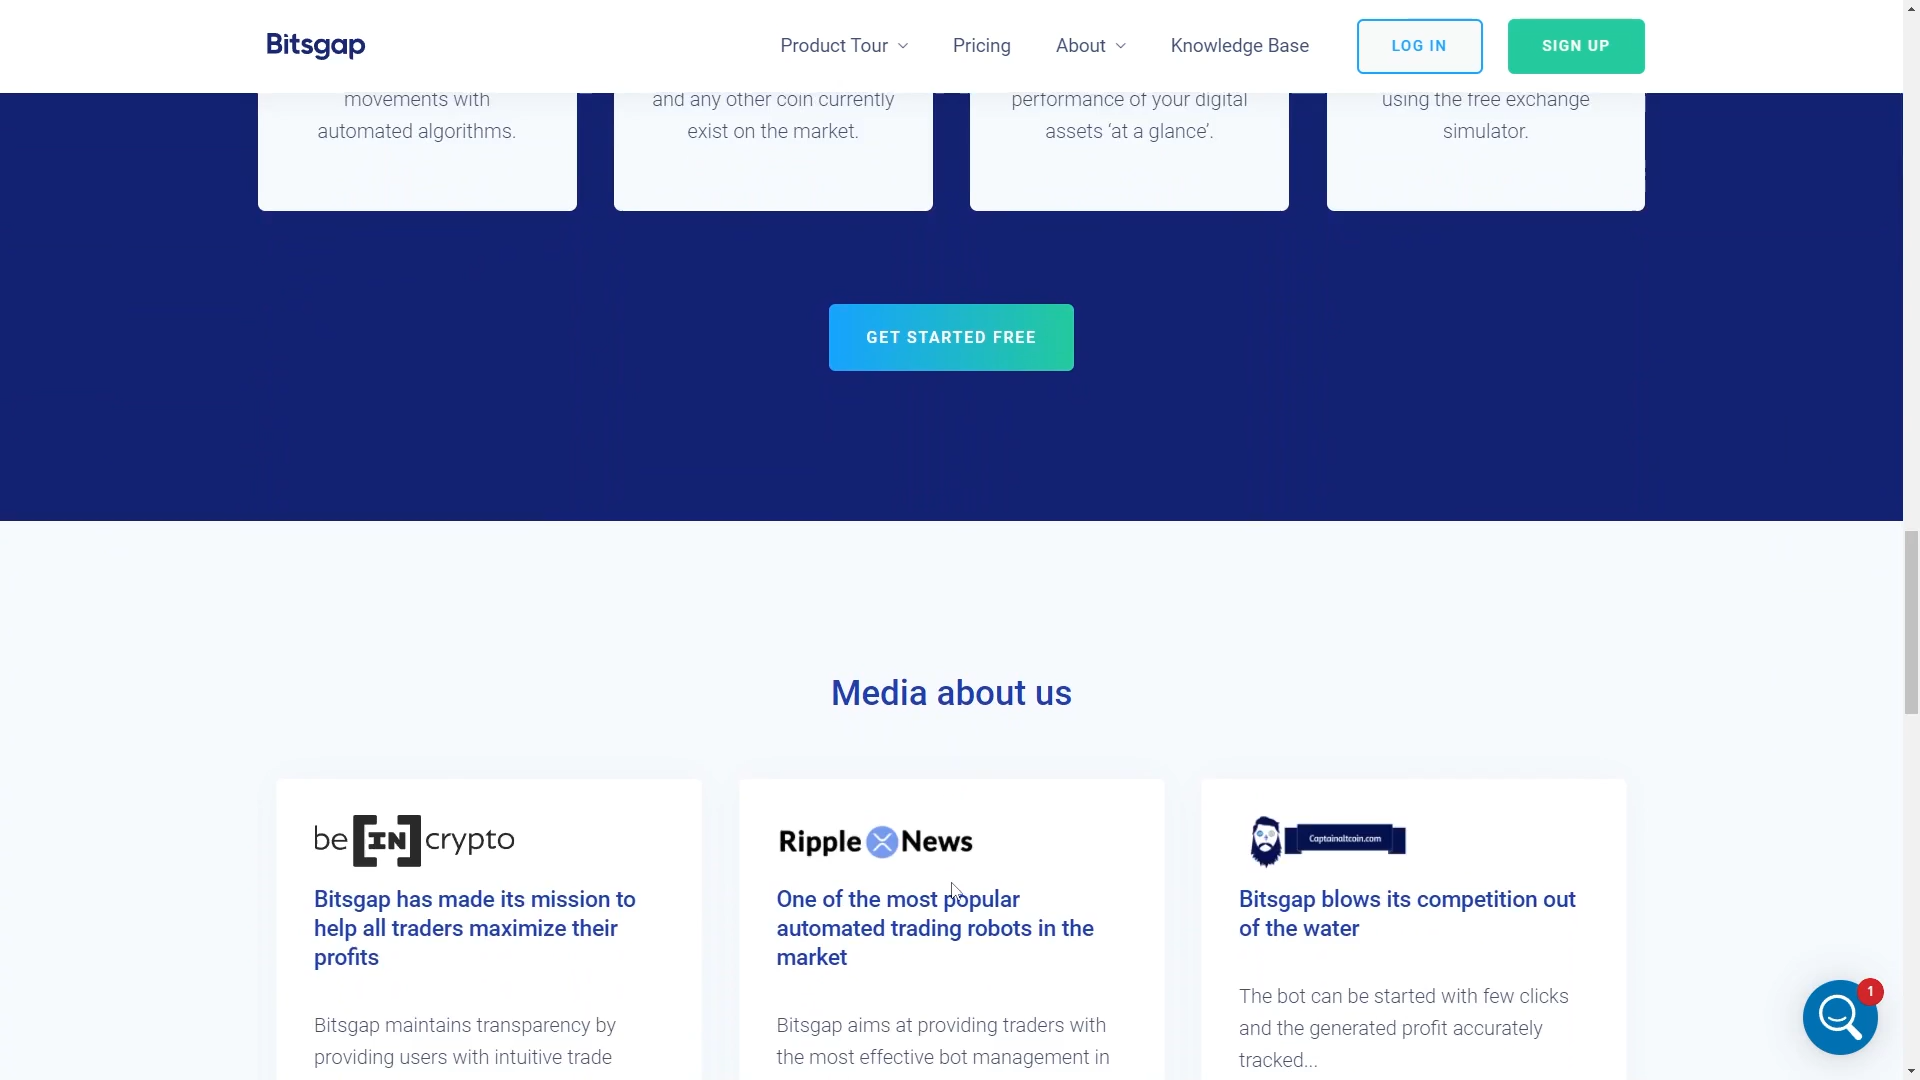 Bitsgap
Product Tour
Pricing
About
Knowledge Base
LOG IN
SIGN UP
movements with
automated algorithms.
and any other coin currently
exist on the market.
performance of your digital
assets ‘at a glance’.
using the free exchange
simulator.
GET STARTED FREE
Media about us
be[IN]crypto
Bitsgap has made its mission to
help all traders maximize their
profits
Bitsgap maintains transparency by
providing users with intuitive trade
Ripple News
One of the most popular
automated trading robots in the
market
Bitsgap aims at providing traders with
the most effective bot management in
Captainaltcoin.com
Bitsgap blows its competition out
of the water
The bot can be started with few clicks
and the generated profit accurately
tracked...
1